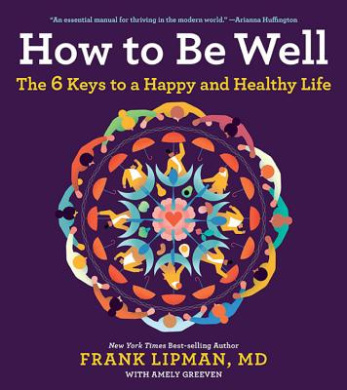 "An essential manual for thriving in the modern world." —Arianna Huffington
How to Be Well
The 6 Keys to a Happy and Healthy Life
New York Times Best-selling Author
FRANK LIPMAN, MD
WITH AMELY GREEVEN